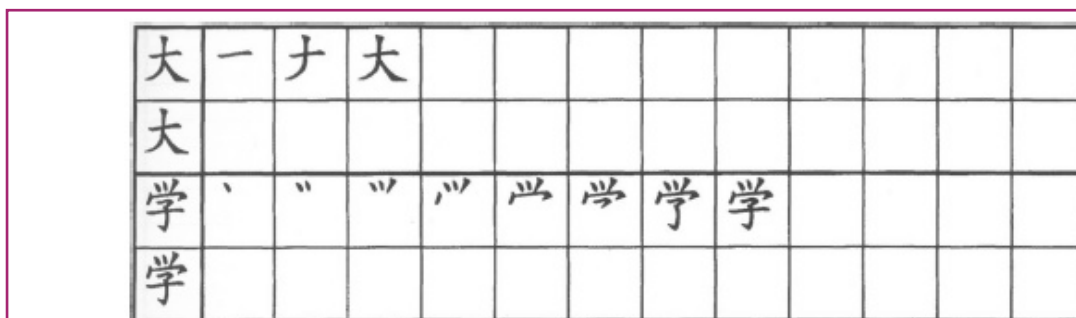 大 一 ナ 大
大
学 丶 学
学